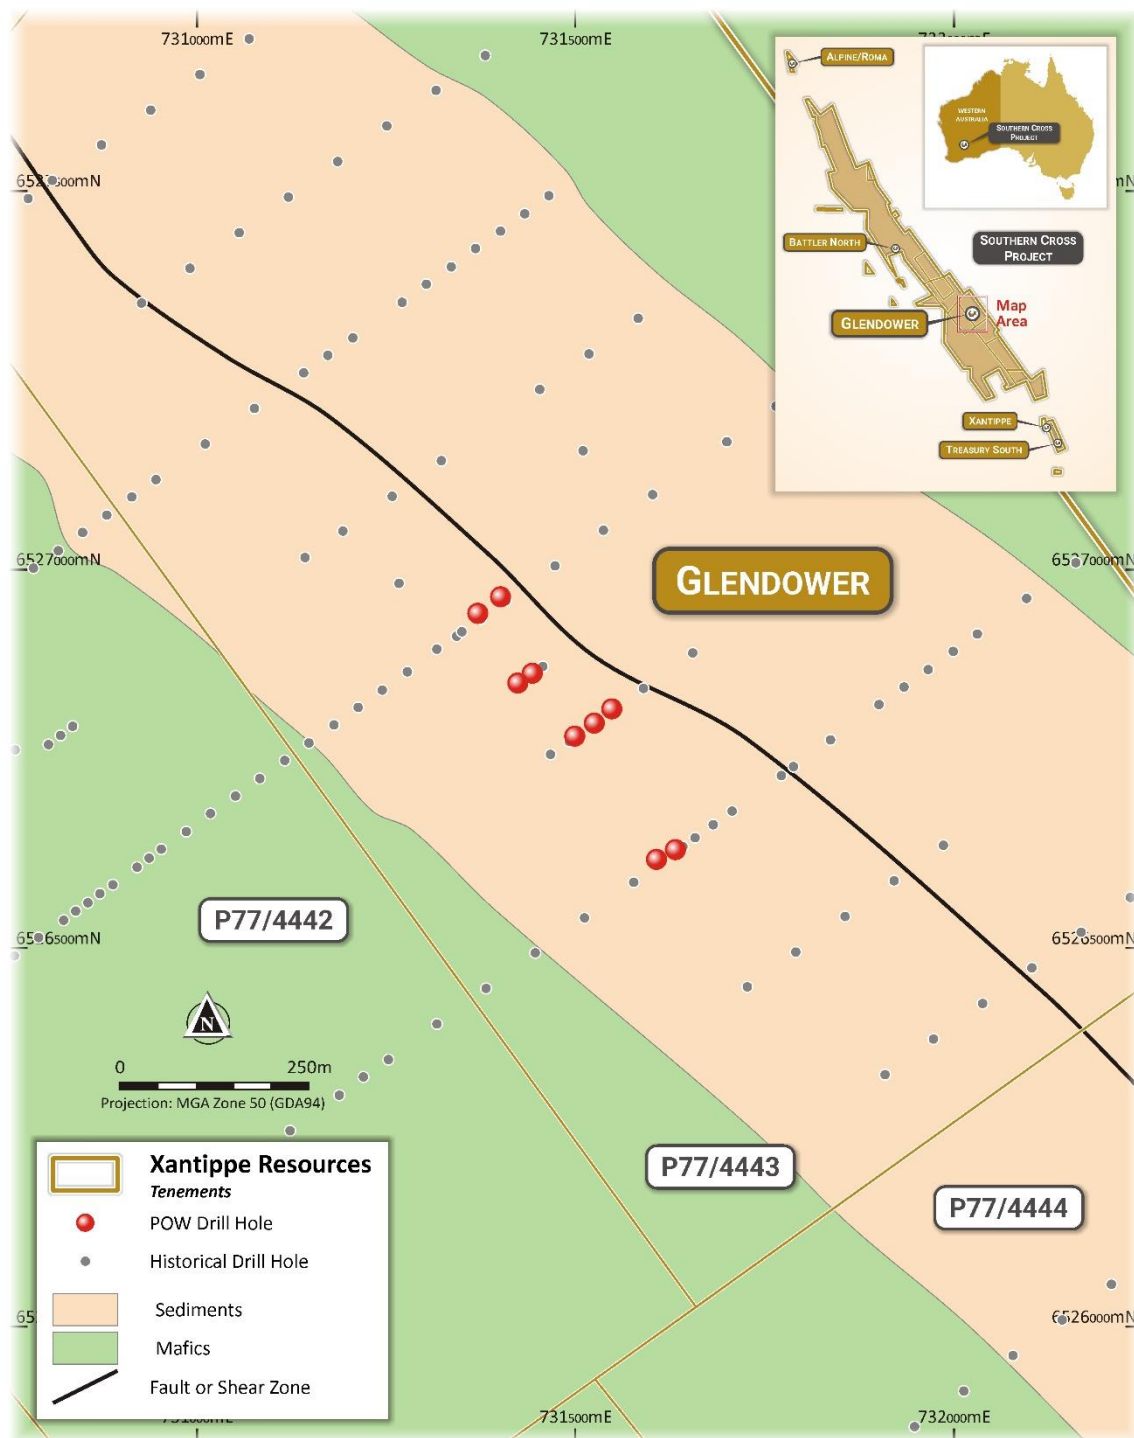 731000mE
731500mE
ALPINE/ROMA
WESTERN
AUSTRALIA
SOUTHERN CROSS
PROJECT
BATTLER NORTH
SOUTHERN CROSS
PROJECT
Map
Area
GLENDOWER
XANTIPPE
TREASURY SOUTH
6527000mN
6527000mN
GLENDOWER
P77/4442
6526500mN
6526500mN
N
0 250m
Projection: MGA Zone 50 (GDA94)
P77/4443
P77/4444
Xantippe Resources
Tenements
POW Drill Hole
Historical Drill Hole
Sediments
Mafics
Fault or Shear Zone
6526000mN
731500mE
732000mE